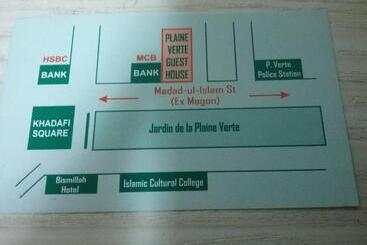 HSBC
BANK
MCB
BANK
PLAINE
VERTE
GUEST
HOUSE
P. Verte
Police Station
Madad-ul-Islam St
(Ex Magon)
KHADAFI
SQUARE
Jardin de la Plaine Verte
Bismillah
Hotel
Islamic Cultural College